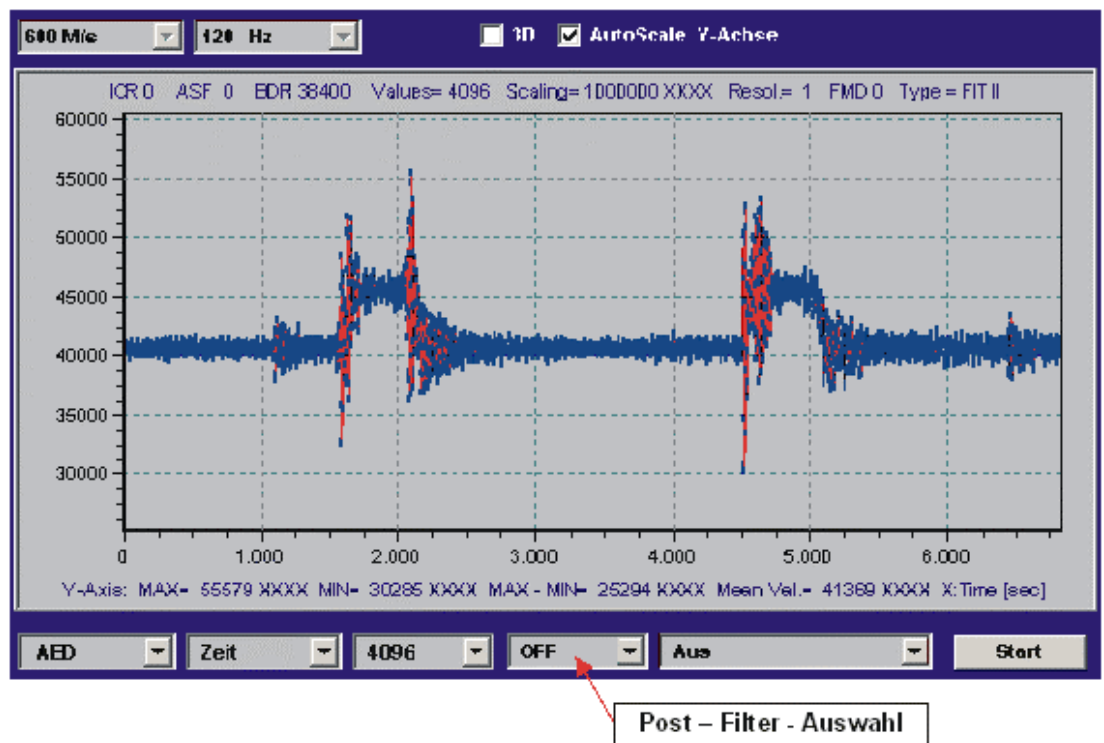 600 M/s 120 Hz 3D AutoScale Y-Achse
ICR 0 ASF 0 BDR 38400 Values= 4096 Scaling= 1000000 XXXX Resol.= 1 FMD 0 Type = FIT II
60000
55000
50000
45000
40000
35000
30000
0 1.000 2.000 3.000 4.000 5.000 6.000
Y-Axis: MAX= 55579 XXXX MIN= 30285 XXXX MAX - MIN= 25294 XXXX Mean Val.= 41369 XXXX X:Time [sec]
AED Zeit 4096 OFF Aus Start
Post – Filter - Auswahl